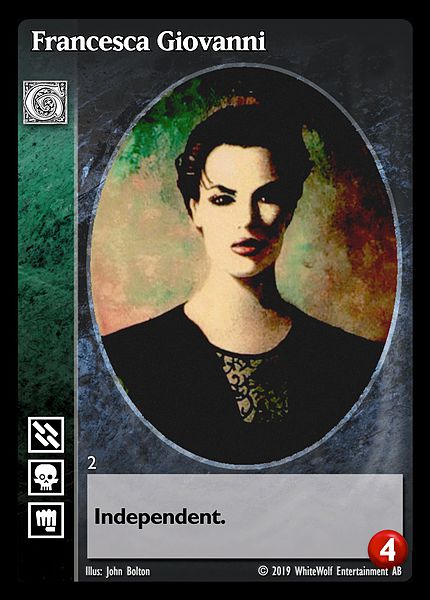 Francesca Giovanni
G
2
Independent.
4
Illus: John Bolton © 2019 WhiteWolf Entertainment AB